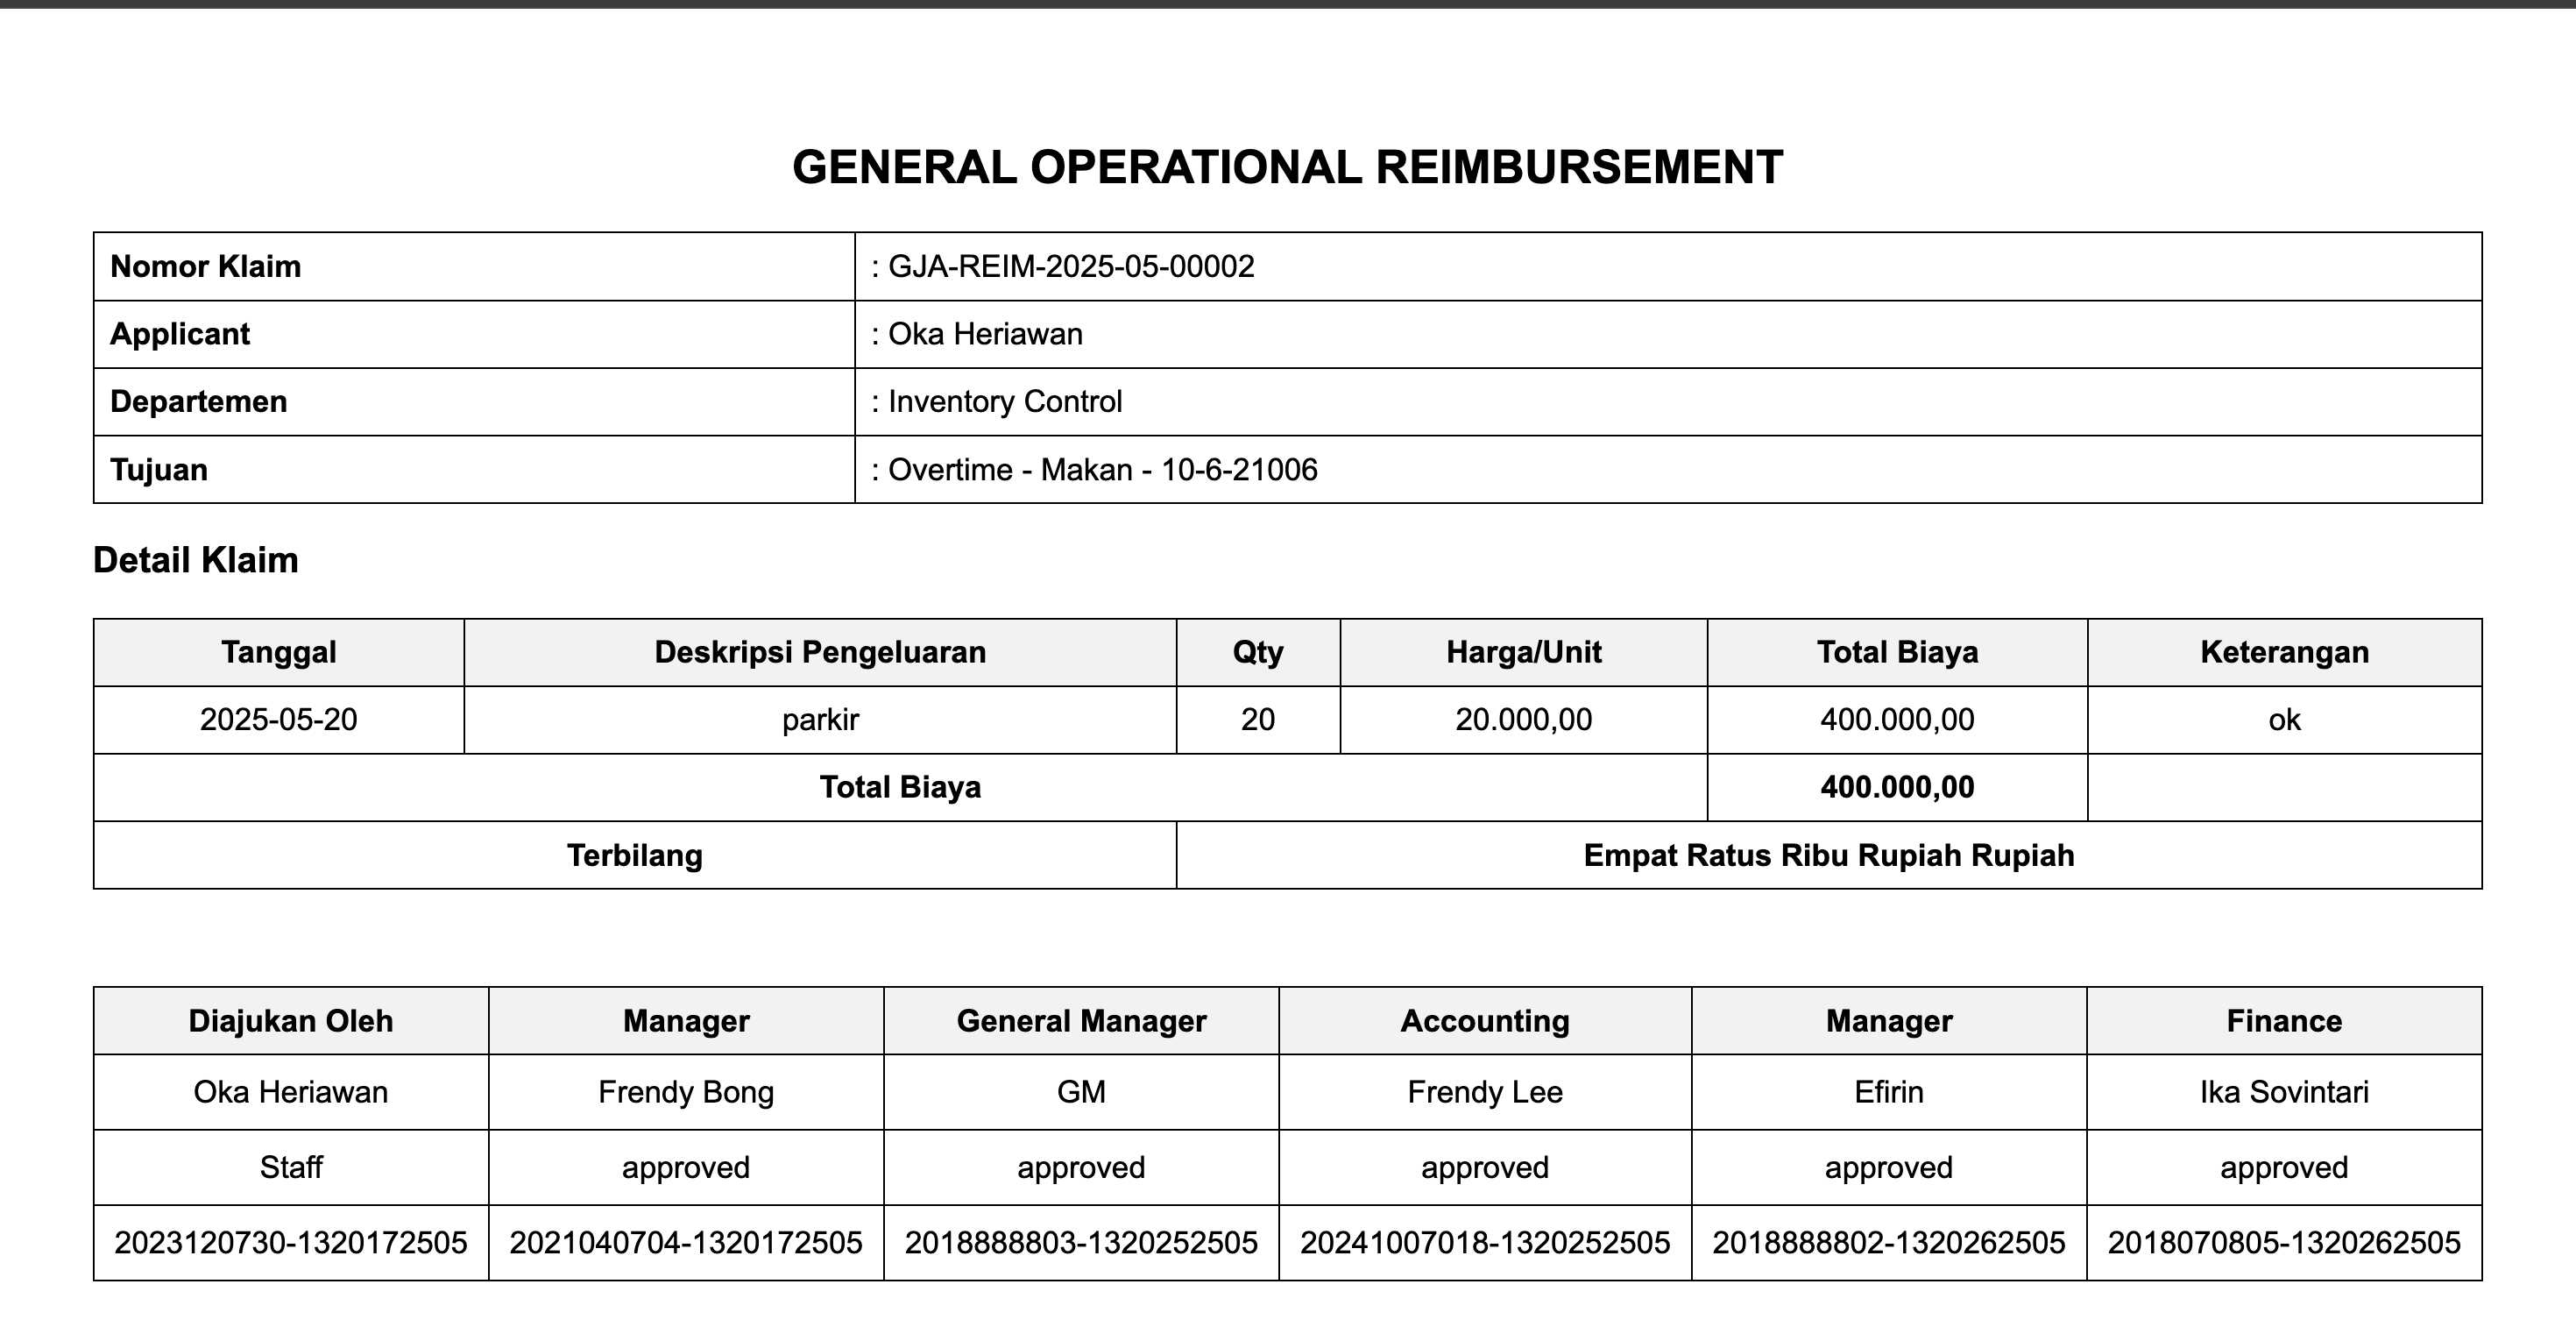 GENERAL OPERATIONAL REIMBURSEMENT
Nomor Klaim : GJA-REIM-2025-05-00002
Applicant : Oka Heriawan
Departemen : Inventory Control
Tujuan : Overtime - Makan - 10-6-21006
Detail Klaim
Tanggal Deskripsi Pengeluaran Qty Harga/Unit Total Biaya Keterangan
2025-05-20 parkir 20 20.000,00 400.000,00 ok
Total Biaya 400.000,00
Terbilang Empat Ratus Ribu Rupiah Rupiah
Diajukan Oleh Manager General Manager Accounting Manager Finance
Oka Heriawan Frendy Bong GM Frendy Lee Efirin Ika Sovintari
Staff approved approved approved approved approved
2023120730-1320172505 2021040704-1320172505 2018888803-1320252505 20241007018-1320252505 2018888802-1320262505 2018070805-1320262505